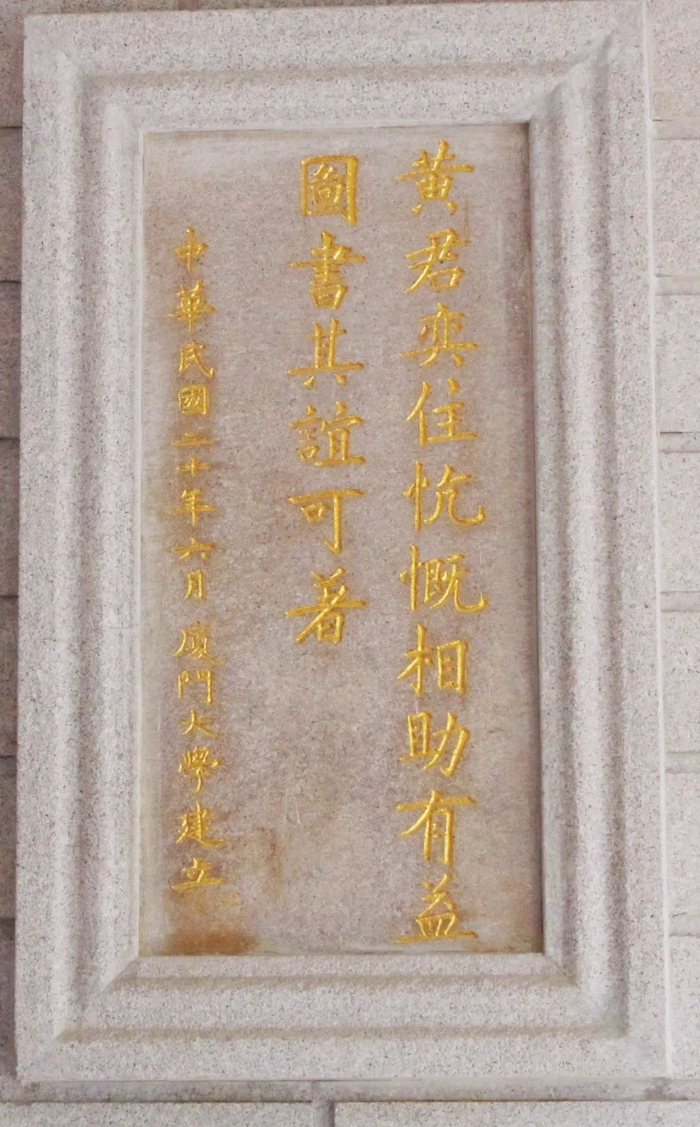 黃君奕住慷慨相助有益
圖書其誼可著
中華民國二十年六月廈門大學建立